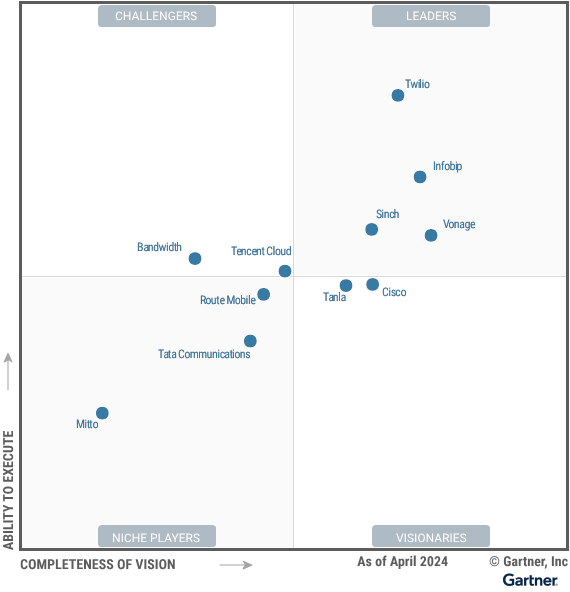 CHALLENGERS
LEADERS
Twilio
Infobip
Sinch
Vonage
Bandwidth
Tencent Cloud
Tanla
Cisco
Route Mobile
Tata Communications
Mitto
NICHE PLAYERS
VISIONARIES
ABILITY TO EXECUTE
COMPLETENESS OF VISION
As of April 2024
© Gartner, Inc
Gartner